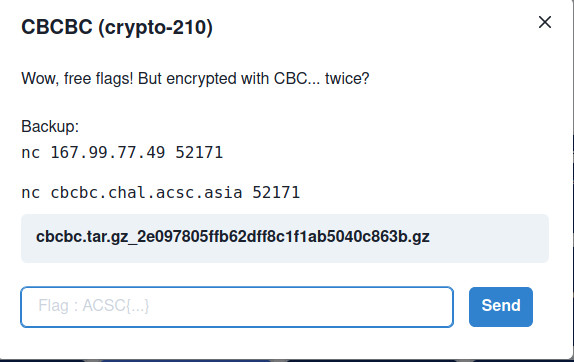 CBCBC (crypto-210)
Wow, free flags! But encrypted with CBC... twice?
Backup:
nc 167.99.77.49 52171
nc cbcbc.chal.acsc.asia 52171
cbcbc.tar.gz_2e097805ffb62dff8c1f1ab5040c863b.gz
Flag : ACSC{...}
Send